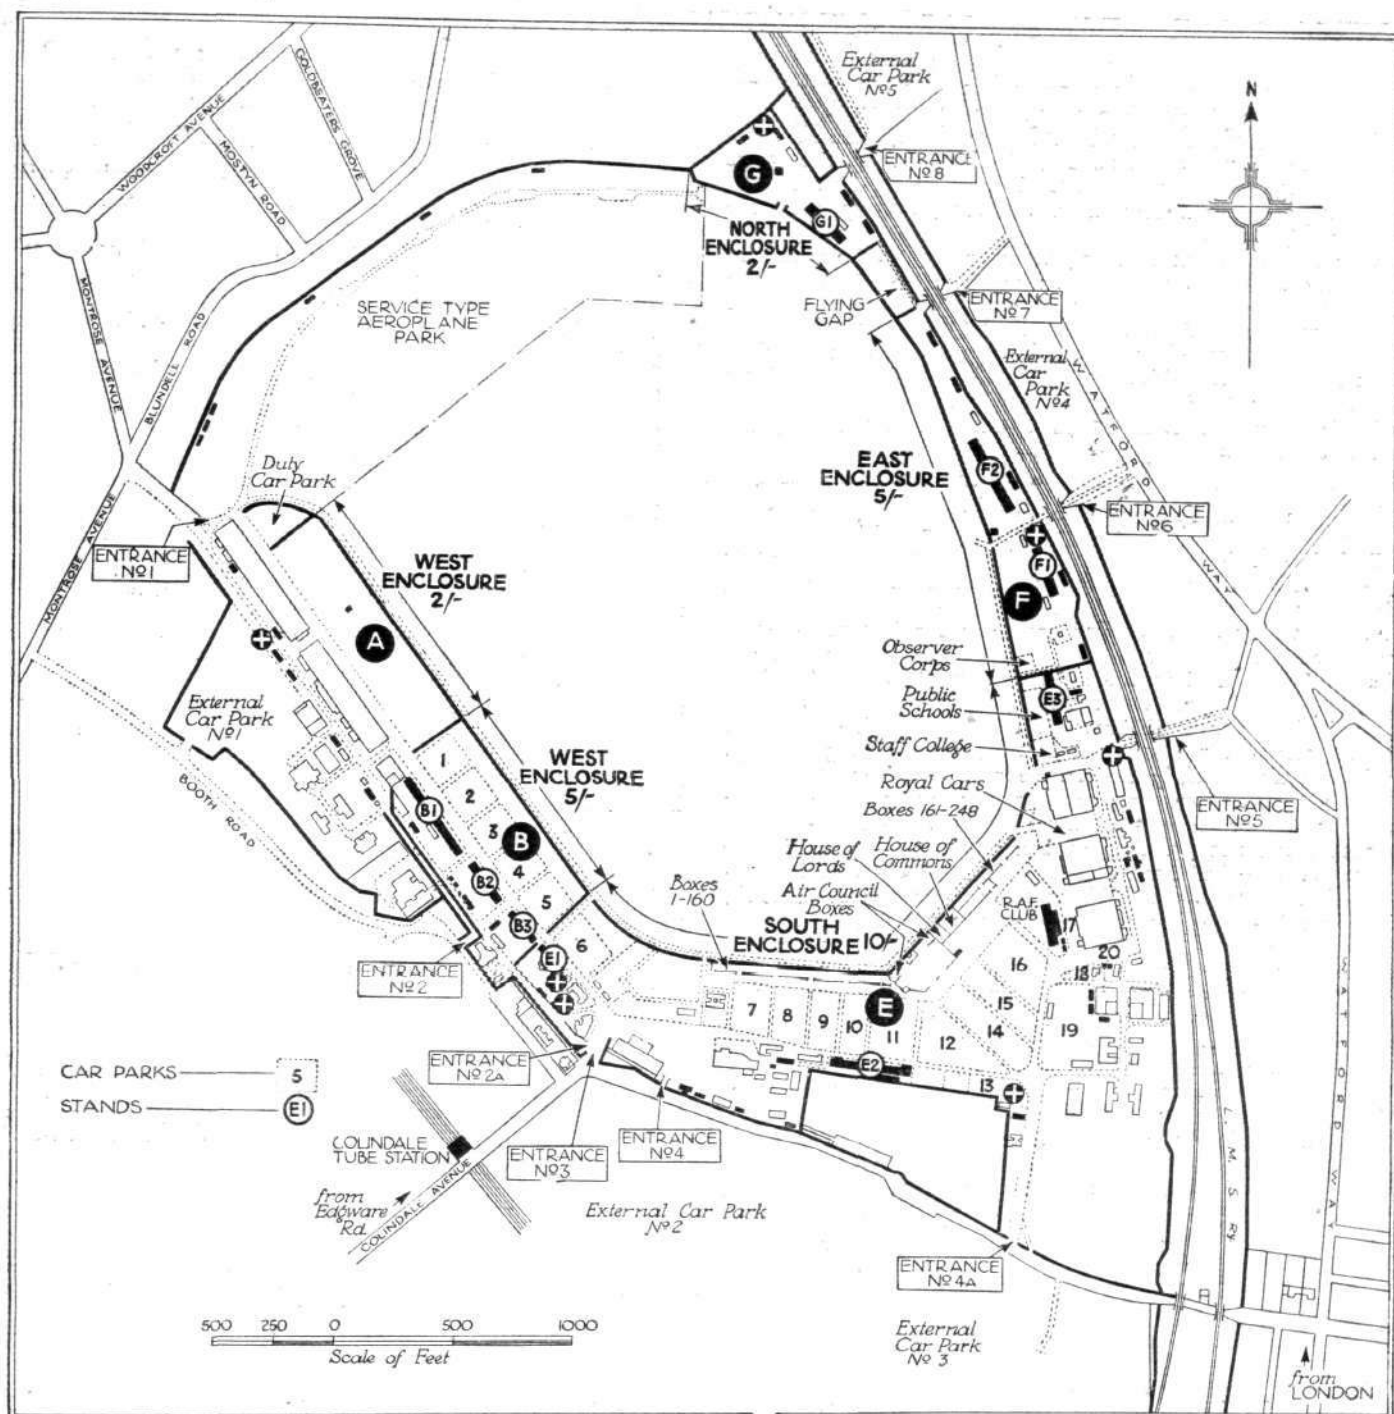 External
Car Park
No5
N
GOLDBEATERS GROVE
WOODCROFT AVENUE
MOSTYN ROAD
ENTRANCE
No8
G
G1
NORTH
ENCLOSURE
2/-
MONTROSE AVENUE
BLUNDELL ROAD
SERVICE TYPE
AEROPLANE
PARK
FLYING
GAP
ENTRANCE
No7
External
Car
Park
No4
WATFORD WAY
EAST
ENCLOSURE
5/-
F2
Duty
Car Park
ENTRANCE
No6
MONTROSE AVENUE
ENTRANCE
No1
WEST
ENCLOSURE
2/-
F1
F
A
Observer
Corps
External
Car Park
No1
Public
Schools
E3
Staff College
BOOTH ROAD
WEST
ENCLOSURE
5/-
Royal Cars
Boxes 161-248
ENTRANCE
No5
1
2
3
4
5
6
B1
B
B2
B3
E1
House of
Lords
House of
Commons
Air Council
Boxes
Boxes
1-160
R.A.F.
CLUB
SOUTH
ENCLOSURE 10/-
17
20
16
18
15
14
19
ENTRANCE
No2
7
8
9
10
E
11
12
13
E2
ENTRANCE
No2A
WATFORD WAY
CAR PARKS
5
STANDS
E1
COLINDALE
TUBE STATION
ENTRANCE
No3
ENTRANCE
No4
L. M. S. Ry.
from
Edgware
Rd.
COLINDALE AVENUE
External Car Park
No2
ENTRANCE
No4A
500 250 0 500 1000
Scale of Feet
External
Car Park
No 3
from
LONDON